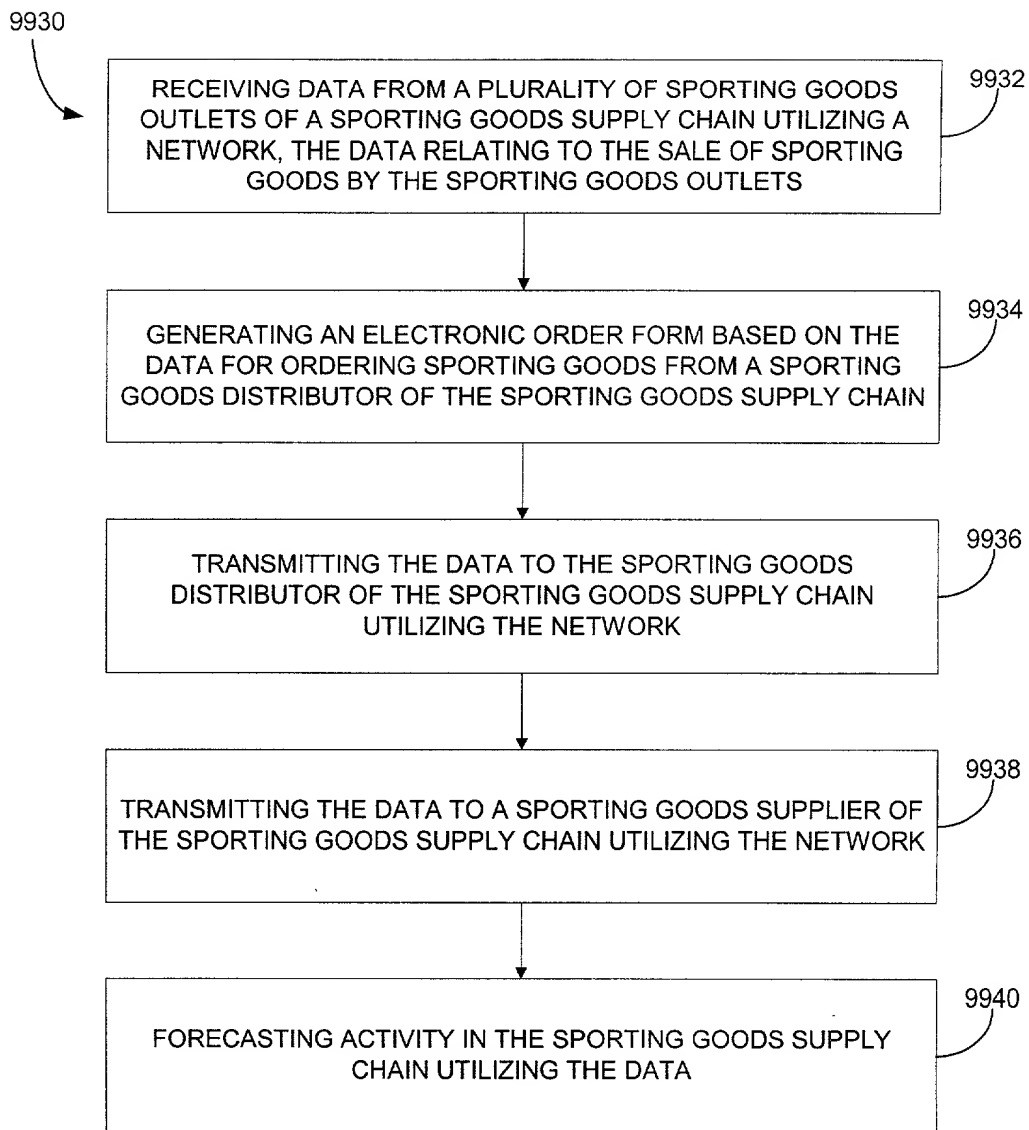 9930
9932
RECEIVING DATA FROM A PLURALITY OF SPORTING GOODS
OUTLETS OF A SPORTING GOODS SUPPLY CHAIN UTILIZING A
NETWORK, THE DATA RELATING TO THE SALE OF SPORTING
GOODS BY THE SPORTING GOODS OUTLETS
9934
GENERATING AN ELECTRONIC ORDER FORM BASED ON THE
DATA FOR ORDERING SPORTING GOODS FROM A SPORTING
GOODS DISTRIBUTOR OF THE SPORTING GOODS SUPPLY CHAIN
9936
TRANSMITTING THE DATA TO THE SPORTING GOODS
DISTRIBUTOR OF THE SPORTING GOODS SUPPLY CHAIN
UTILIZING THE NETWORK
9938
TRANSMITTING THE DATA TO A SPORTING GOODS SUPPLIER OF
THE SPORTING GOODS SUPPLY CHAIN UTILIZING THE NETWORK
9940
FORECASTING ACTIVITY IN THE SPORTING GOODS SUPPLY
CHAIN UTILIZING THE DATA